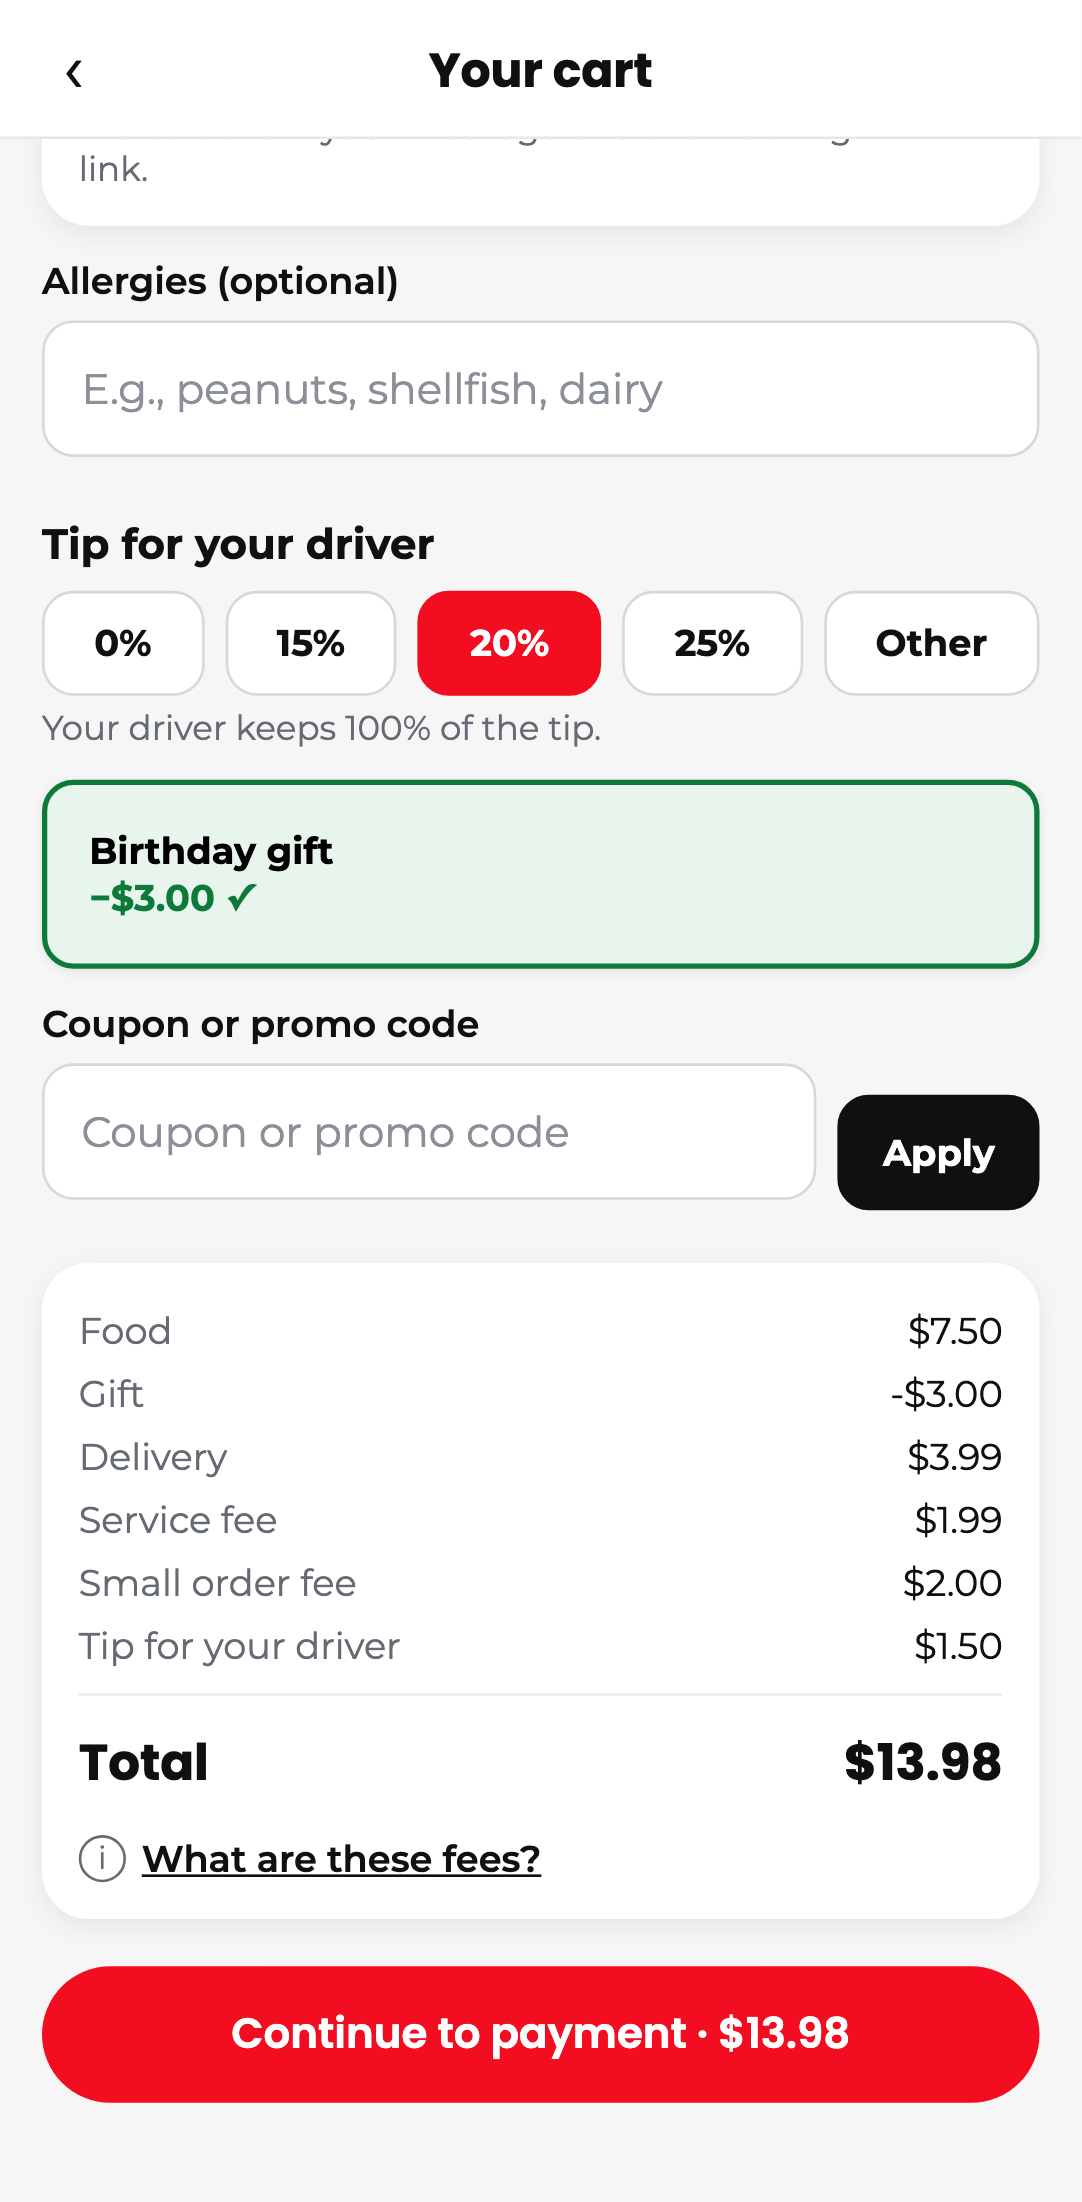 ‹
Your cart
link.
Allergies (optional)
E.g., peanuts, shellfish, dairy
Tip for your driver
0% 15% 20% 25% Other
Your driver keeps 100% of the tip.
Birthday gift
−$3.00 ✓
Coupon or promo code
Coupon or promo code
Apply
Food $7.50
Gift -$3.00
Delivery $3.99
Service fee $1.99
Small order fee $2.00
Tip for your driver $1.50
Total $13.98
i What are these fees?
Continue to payment · $13.98